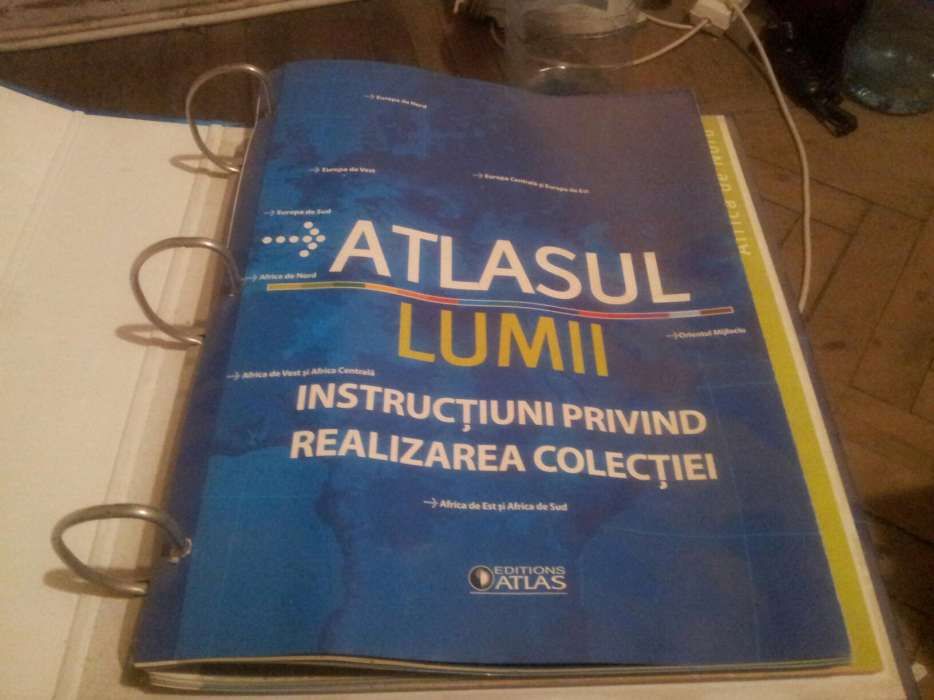 Europa de Nord
Europa de Vest
Europa Centrală și Europa de Est
Europa de Sud
ATLASUL
Africa de Nord
LUMII
Orientul Mijlociu
Africa de Vest și Africa Centrală
INSTRUCȚIUNI PRIVIND
REALIZAREA COLECȚIEI
Africa de Est și Africa de Sud
EDITIONS
ATLAS
Africa de Nord